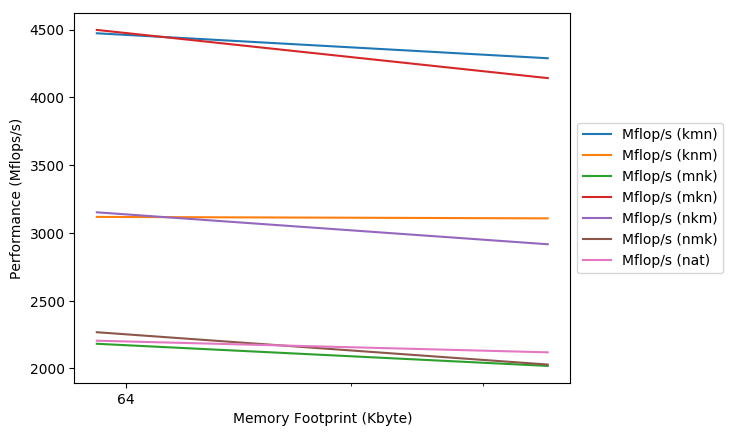 4500
4000
3500
3000
2500
2000
Performance (Mflops/s)
64
Memory Footprint (Kbyte)
Mflop/s (kmn)
Mflop/s (knm)
Mflop/s (mnk)
Mflop/s (mkn)
Mflop/s (nkm)
Mflop/s (nmk)
Mflop/s (nat)